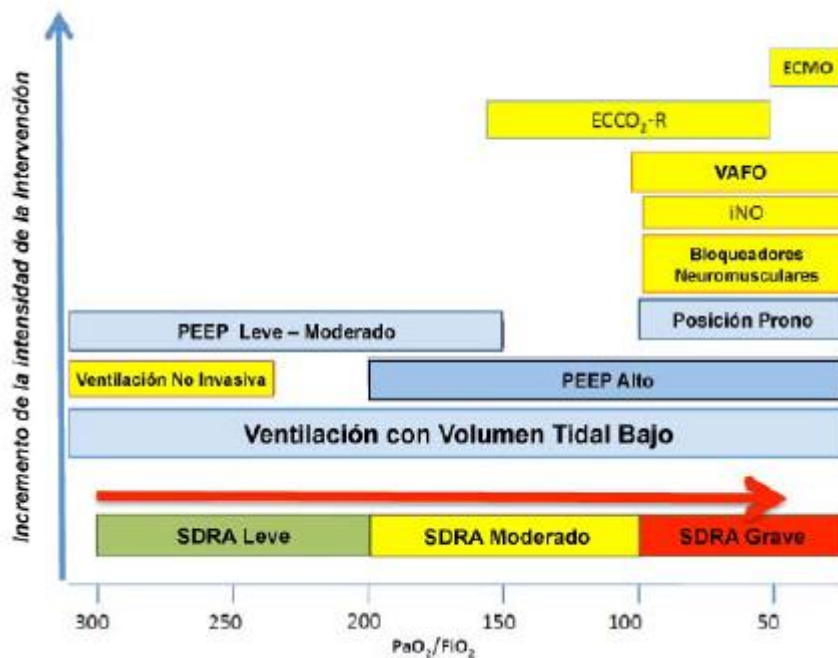 Incremento de la intensidad de la Intervención
ECMO
ECCO₂-R
VAFO
iNO
Bloqueadores
Neuromusculares
PEEP Leve – Moderado
Posición Prono
Ventilación No Invasiva
PEEP Alto
Ventilación con Volumen Tidal Bajo
SDRA Leve
SDRA Moderado
SDRA Grave
300
250
200
150
100
50
PaO₂/FiO₂